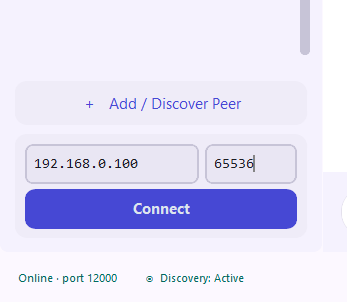 + Add / Discover Peer
192.168.0.100 65536
Connect
Online · port 12000 ⦿ Discovery: Active